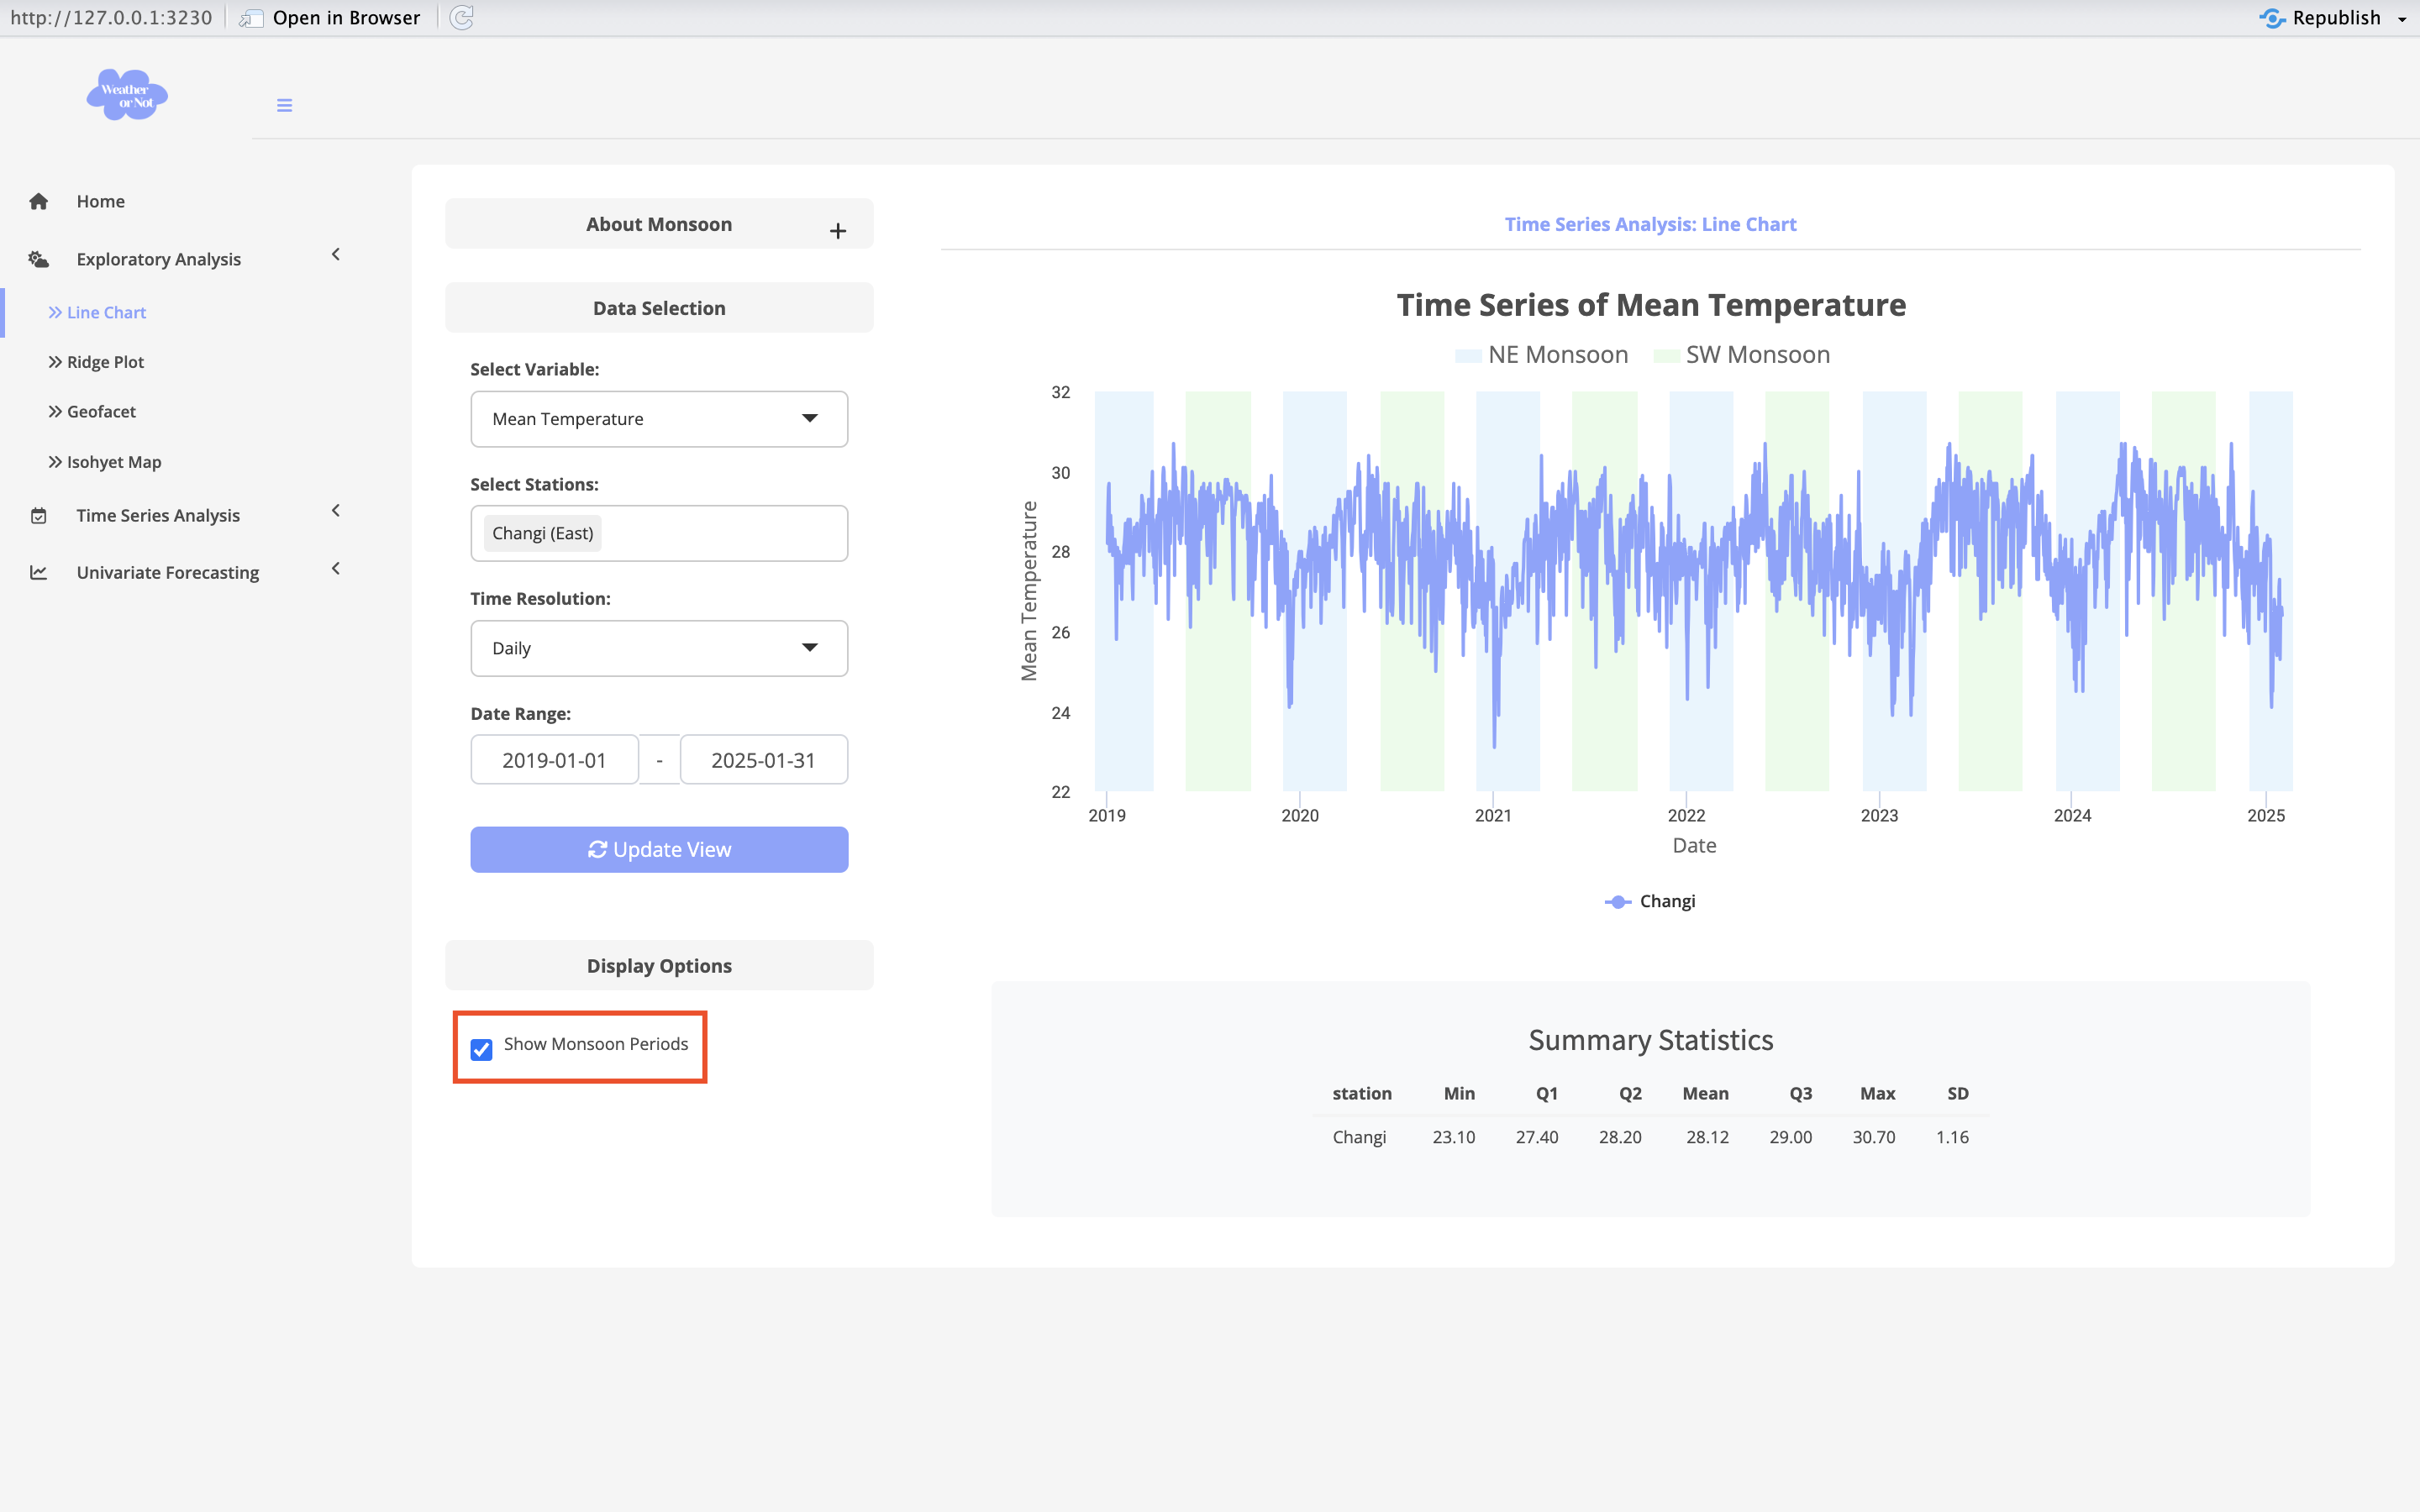 http://127.0.0.1:3230 Open in Browser Republish
Weather
or Not
Home
Exploratory Analysis
Line Chart
Ridge Plot
Geofacet
Isohyet Map
Time Series Analysis
Univariate Forecasting
About Monsoon
Data Selection
Select Variable:
Mean Temperature
Select Stations:
Changi (East)
Time Resolution:
Daily
Date Range:
2019-01-01 - 2025-01-31
Update View
Display Options
Show Monsoon Periods
Time Series Analysis: Line Chart
Time Series of Mean Temperature
NE Monsoon SW Monsoon
Mean Temperature
32
30
28
26
24
22
2019 2020 2021 2022 2023 2024 2025
Date
Changi
Summary Statistics
station Min Q1 Q2 Mean Q3 Max SD
Changi 23.10 27.40 28.20 28.12 29.00 30.70 1.16